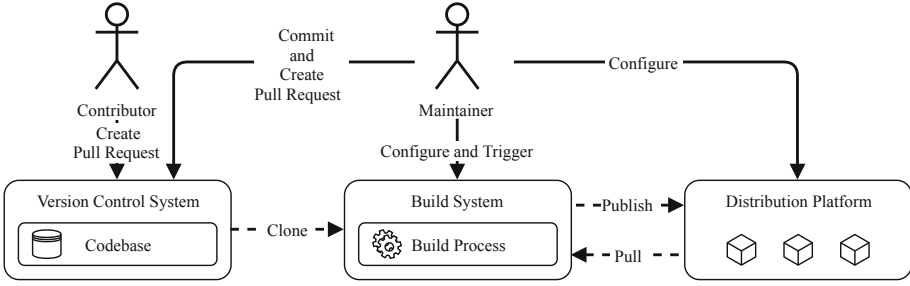 Commit
and
Create
Pull Request
Configure
Contributor
Maintainer
Create
Pull Request
Configure and Trigger
Version Control System
Build System
Distribution Platform
Publish
Codebase
Clone
Build Process
Pull